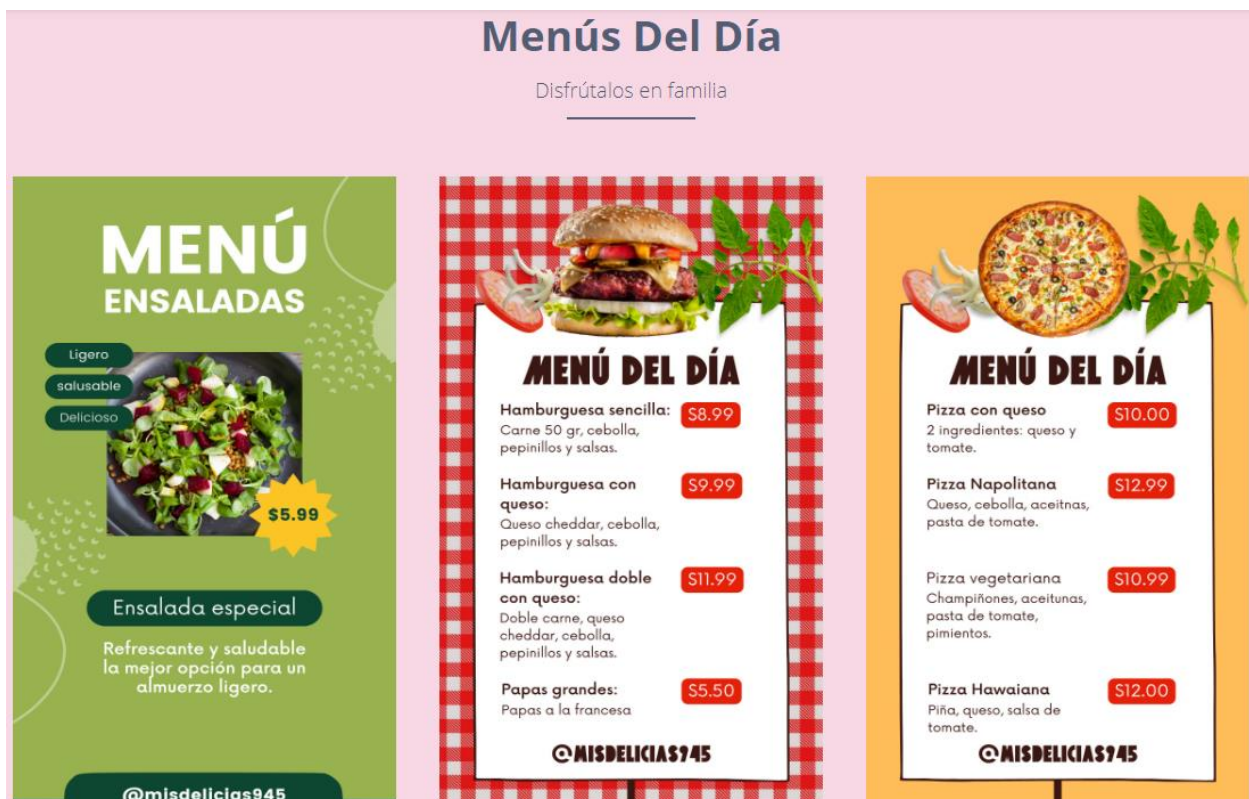 Menús Del Día
Disfrútalos en familia
MENÚ
ENSALADAS
Ligero
salusable
Delicioso
$5.99
Ensalada especial
Refrescante y saludable
la mejor opción para un
almuerzo ligero.
@misdelicias945
MENÚ DEL DÍA
Hamburguesa sencilla: $8.99
Carne 50 gr, cebolla,
pepinillos y salsas.
Hamburguesa con $9.99
queso:
Queso cheddar, cebolla,
pepinillos y salsas.
Hamburguesa doble $11.99
con queso:
Doble carne, queso
cheddar, cebolla,
pepinillos y salsas.
Papas grandes: $5.50
Papas a la francesa
@MISDELICIAS945
MENÚ DEL DÍA
Pizza con queso $10.00
2 ingredientes: queso y
tomate.
Pizza Napolitana $12.99
Queso, cebolla, aceitnas,
pasta de tomate.
Pizza vegetariana $10.99
Champiñones, aceitunas,
pasta de tomate,
pimientos.
Pizza Hawaiana $12.00
Piña, queso, salsa de
tomate.
@MISDELICIAS945